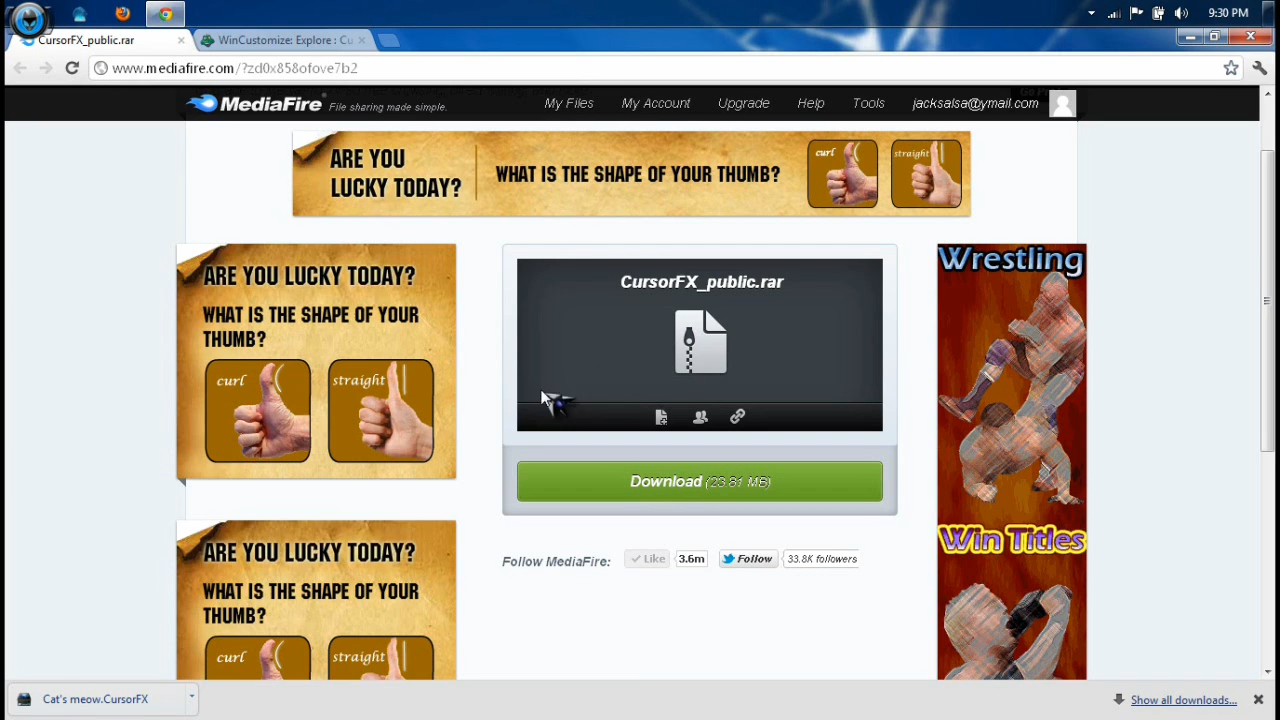 9:30 PM
CursorFX_public.rar
WinCustomize: Explore : Cu
www.mediafire.com/?zd0x858ofove7b2
MediaFire File sharing made simple.
My Files My Account Upgrade Help Tools jacksalsa@ymail.com
ARE YOU
LUCKY TODAY?
WHAT IS THE SHAPE OF YOUR THUMB?
curl
straight
ARE YOU LUCKY TODAY?
WHAT IS THE SHAPE OF YOUR
THUMB?
curl
straight
CursorFX_public.rar
Download (23.81 MB)
Follow MediaFire: Like 3.6m Follow 33.8K followers
Wrestling
Win Titles
ARE YOU LUCKY TODAY?
WHAT IS THE SHAPE OF YOUR
THUMB?
curl
straight
Cat's meow.CursorFX
Show all downloads...